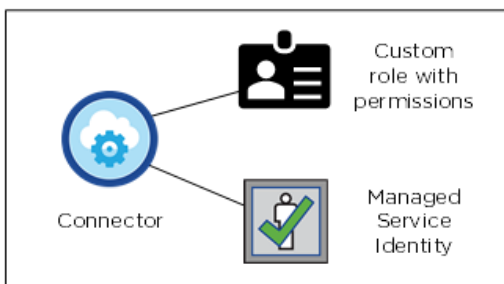 Custom
role with
permissions
Connector
Managed
Service
Identity